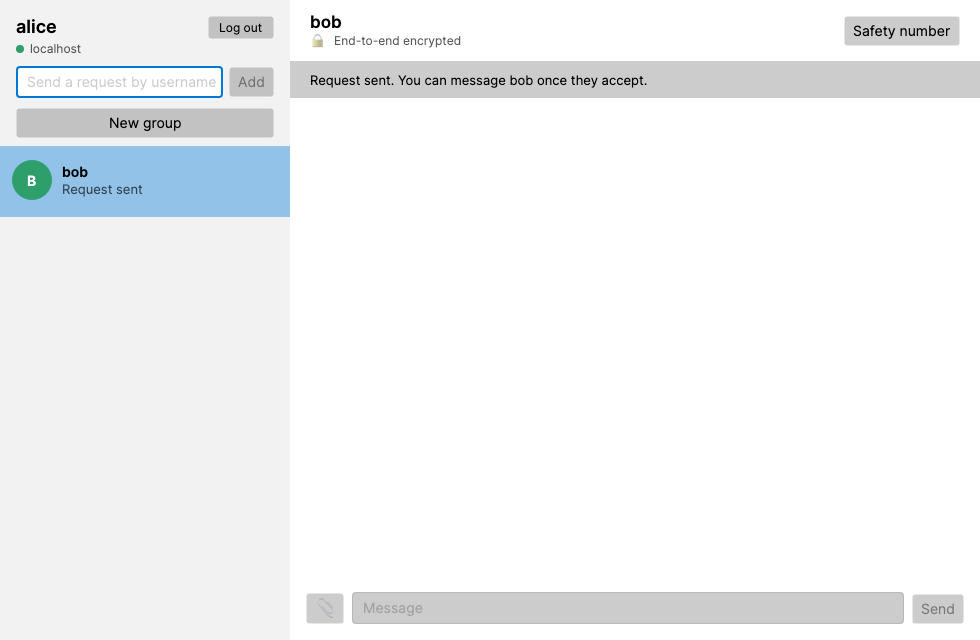 alice
Log out
localhost
Send a request by username
Add
New group
B
bob
Request sent
bob
End-to-end encrypted
Safety number
Request sent. You can message bob once they accept.
Message
Send